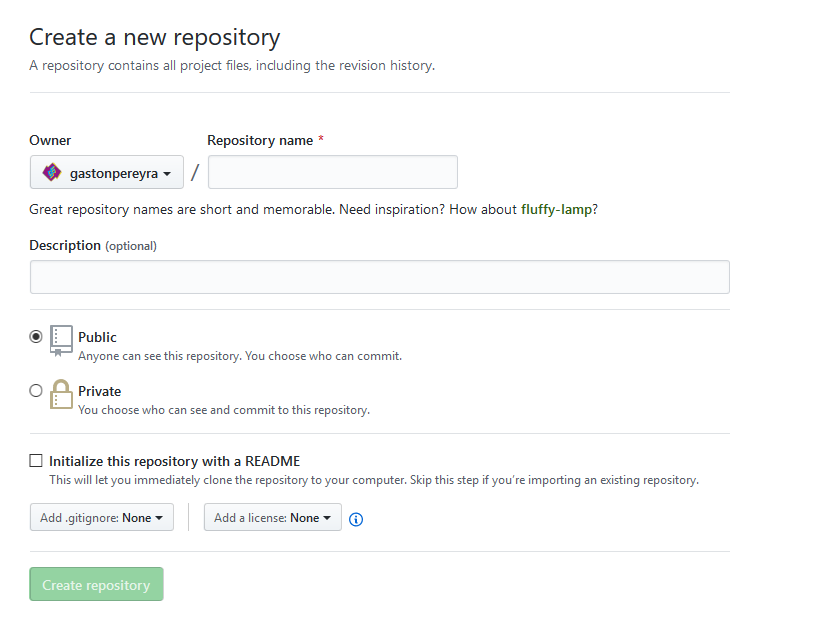 Create a new repository
A repository contains all project files, including the revision history.
Owner
Repository name *
gastonpereyra
/
Great repository names are short and memorable. Need inspiration? How about fluffy-lamp?
Description (optional)
Public
Anyone can see this repository. You choose who can commit.
Private
You choose who can see and commit to this repository.
Initialize this repository with a README
This will let you immediately clone the repository to your computer. Skip this step if you’re importing an existing repository.
Add .gitignore: None
Add a license: None
Create repository